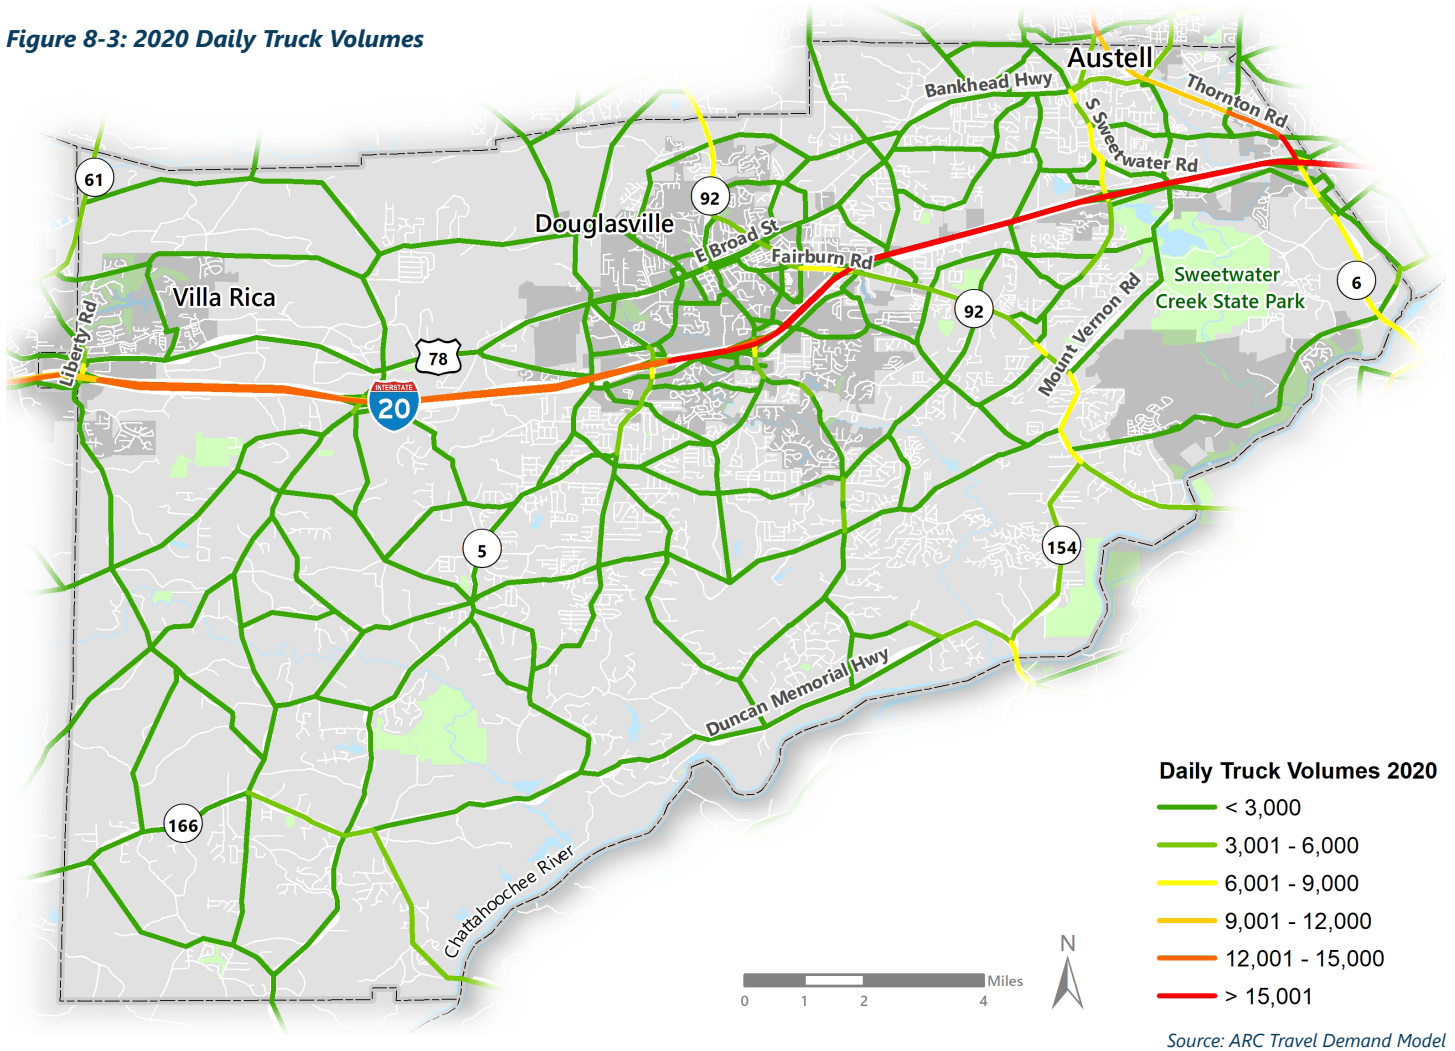 Figure 8-3: 2020 Daily Truck Volumes
Austell
Bankhead Hwy
Thornton Rd
S Sweetwater Rd
61
92
Douglasville
E Broad St
Fairburn Rd
Sweetwater
Creek State Park
6
Villa Rica
92
Mount Vernon Rd
Liberty Rd
78
INTERSTATE
20
5
154
Duncan Memorial Hwy
166
Chattahoochee River
Daily Truck Volumes 2020
< 3,000
3,001 - 6,000
6,001 - 9,000
9,001 - 12,000
12,001 - 15,000
> 15,001
N
Miles
0 1 2 4
Source: ARC Travel Demand Model